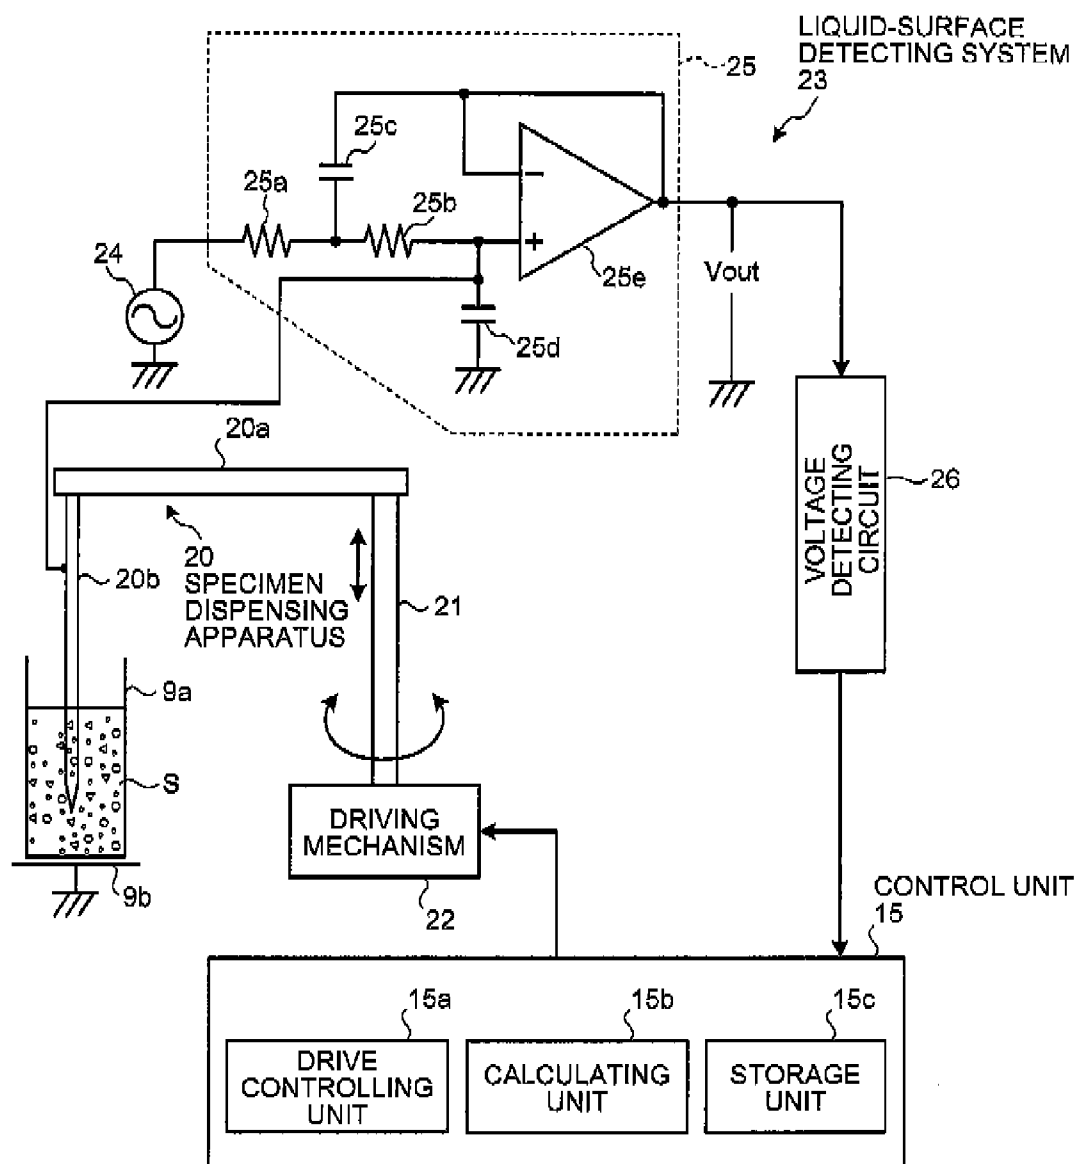 LIQUID-SURFACE
DETECTING SYSTEM
23
25
25c
25a
25b
24
25e
Vout
25d
20a
VOLTAGE
DETECTING
CIRCUIT
26
20
SPECIMEN
DISPENSING
APPARATUS
20b
21
9a
S
DRIVING
MECHANISM
9b
22
CONTROL UNIT
15
15a
15b
15c
DRIVE
CONTROLLING
UNIT
CALCULATING
UNIT
STORAGE
UNIT